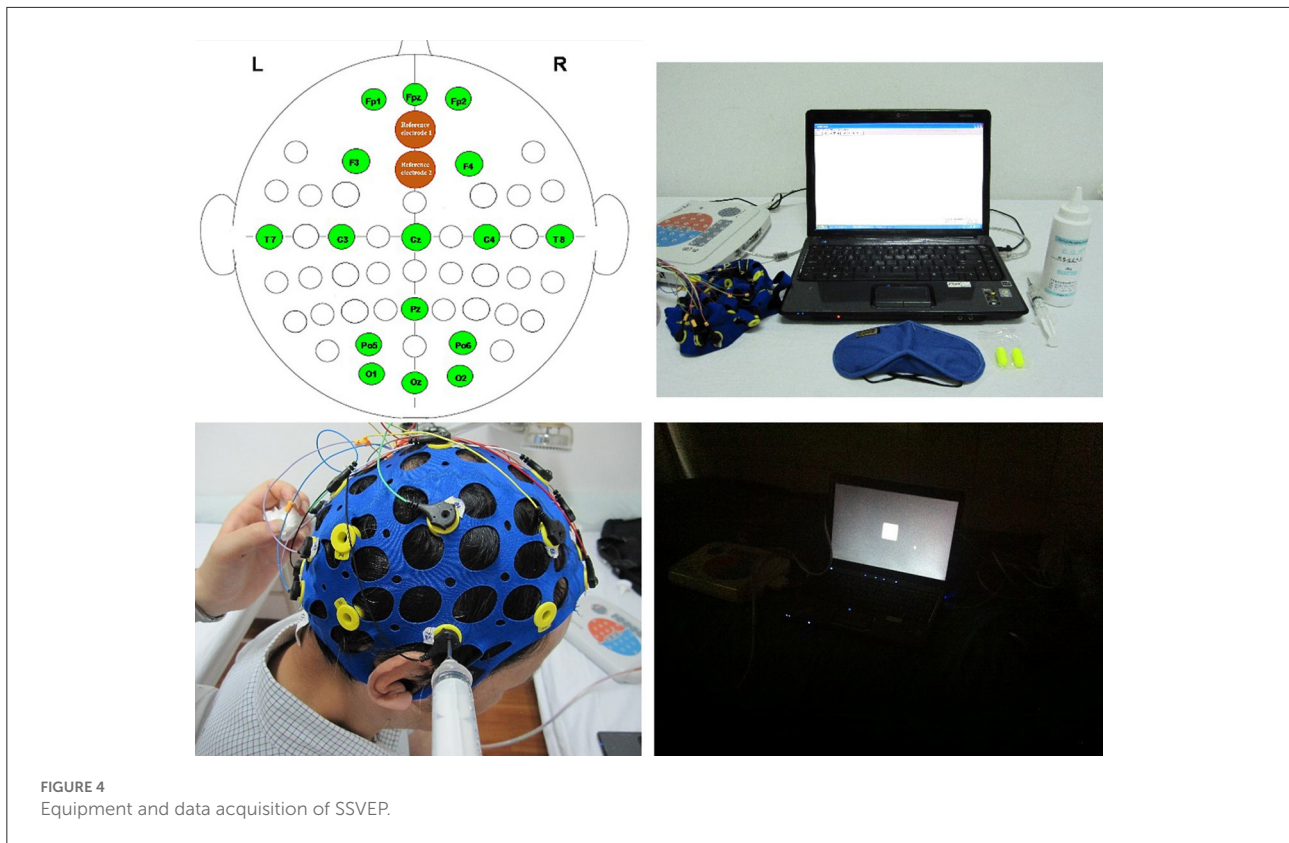 L R
Fp1 Fpz Fp2
Reference
electrode 1
Reference
electrode 2
F3 F4
T7 C3 Cz C4 T8
Pz
Po5 Po6
O1 Oz O2
FIGURE 4
Equipment and data acquisition of SSVEP.